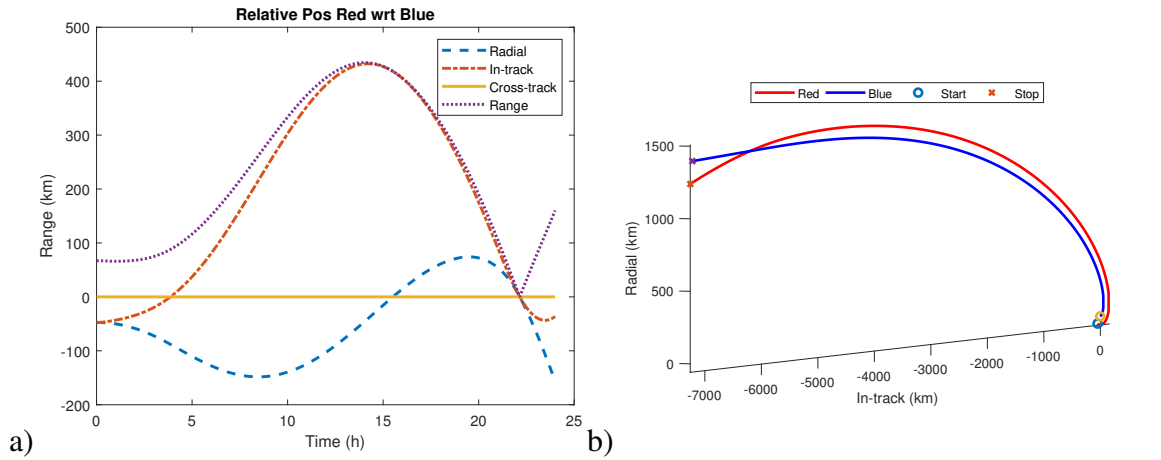 Relative Pos Red wrt Blue
500
400
300
200
100
0
-100
-200
Range (km)
Radial
In-track
Cross-track
Range
0
5
10
15
20
25
Time (h)
a)
Red
Blue
Start
Stop
1500
1000
500
0
Radial (km)
-7000
-6000
-5000
-4000
-3000
-2000
-1000
0
In-track (km)
b)